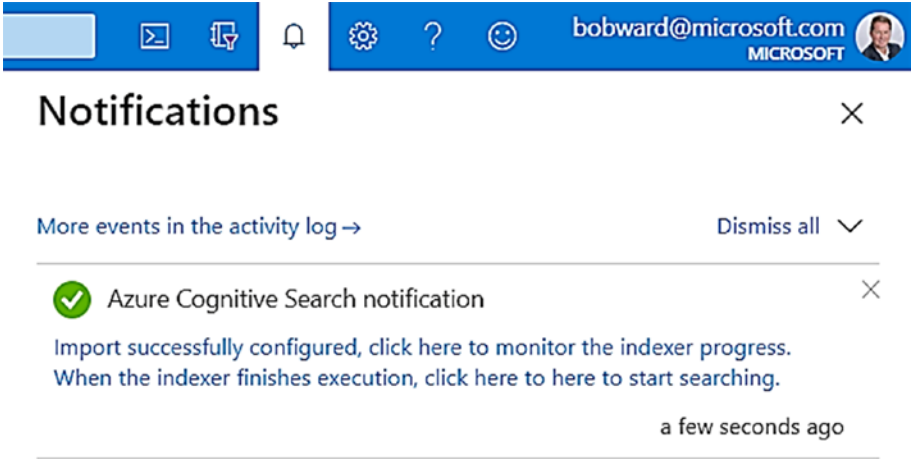 bobward@microsoft.com
MICROSOFT
Notifications
More events in the activity log →
Dismiss all
Azure Cognitive Search notification
Import successfully configured, click here to monitor the indexer progress.
When the indexer finishes execution, click here to here to start searching.
a few seconds ago